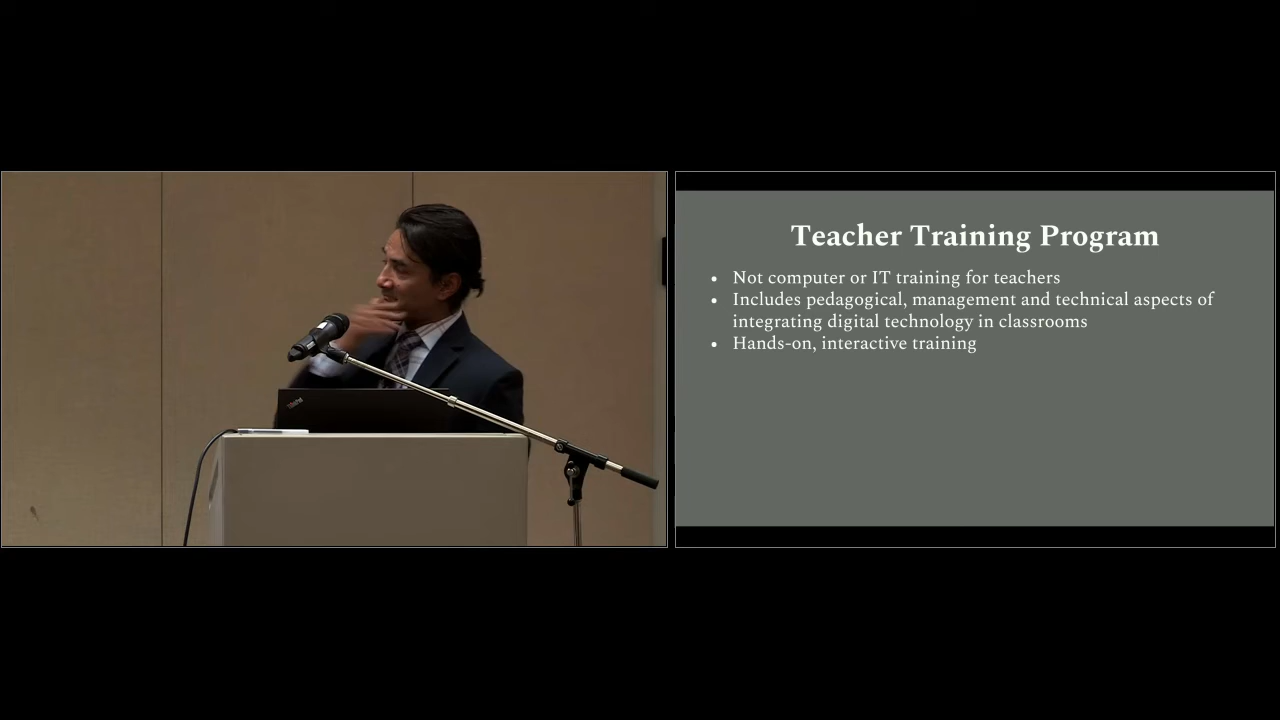 ThinkPad
Teacher Training Program
• Not computer or IT training for teachers
• Includes pedagogical, management and technical aspects of
integrating digital technology in classrooms
• Hands-on, interactive training